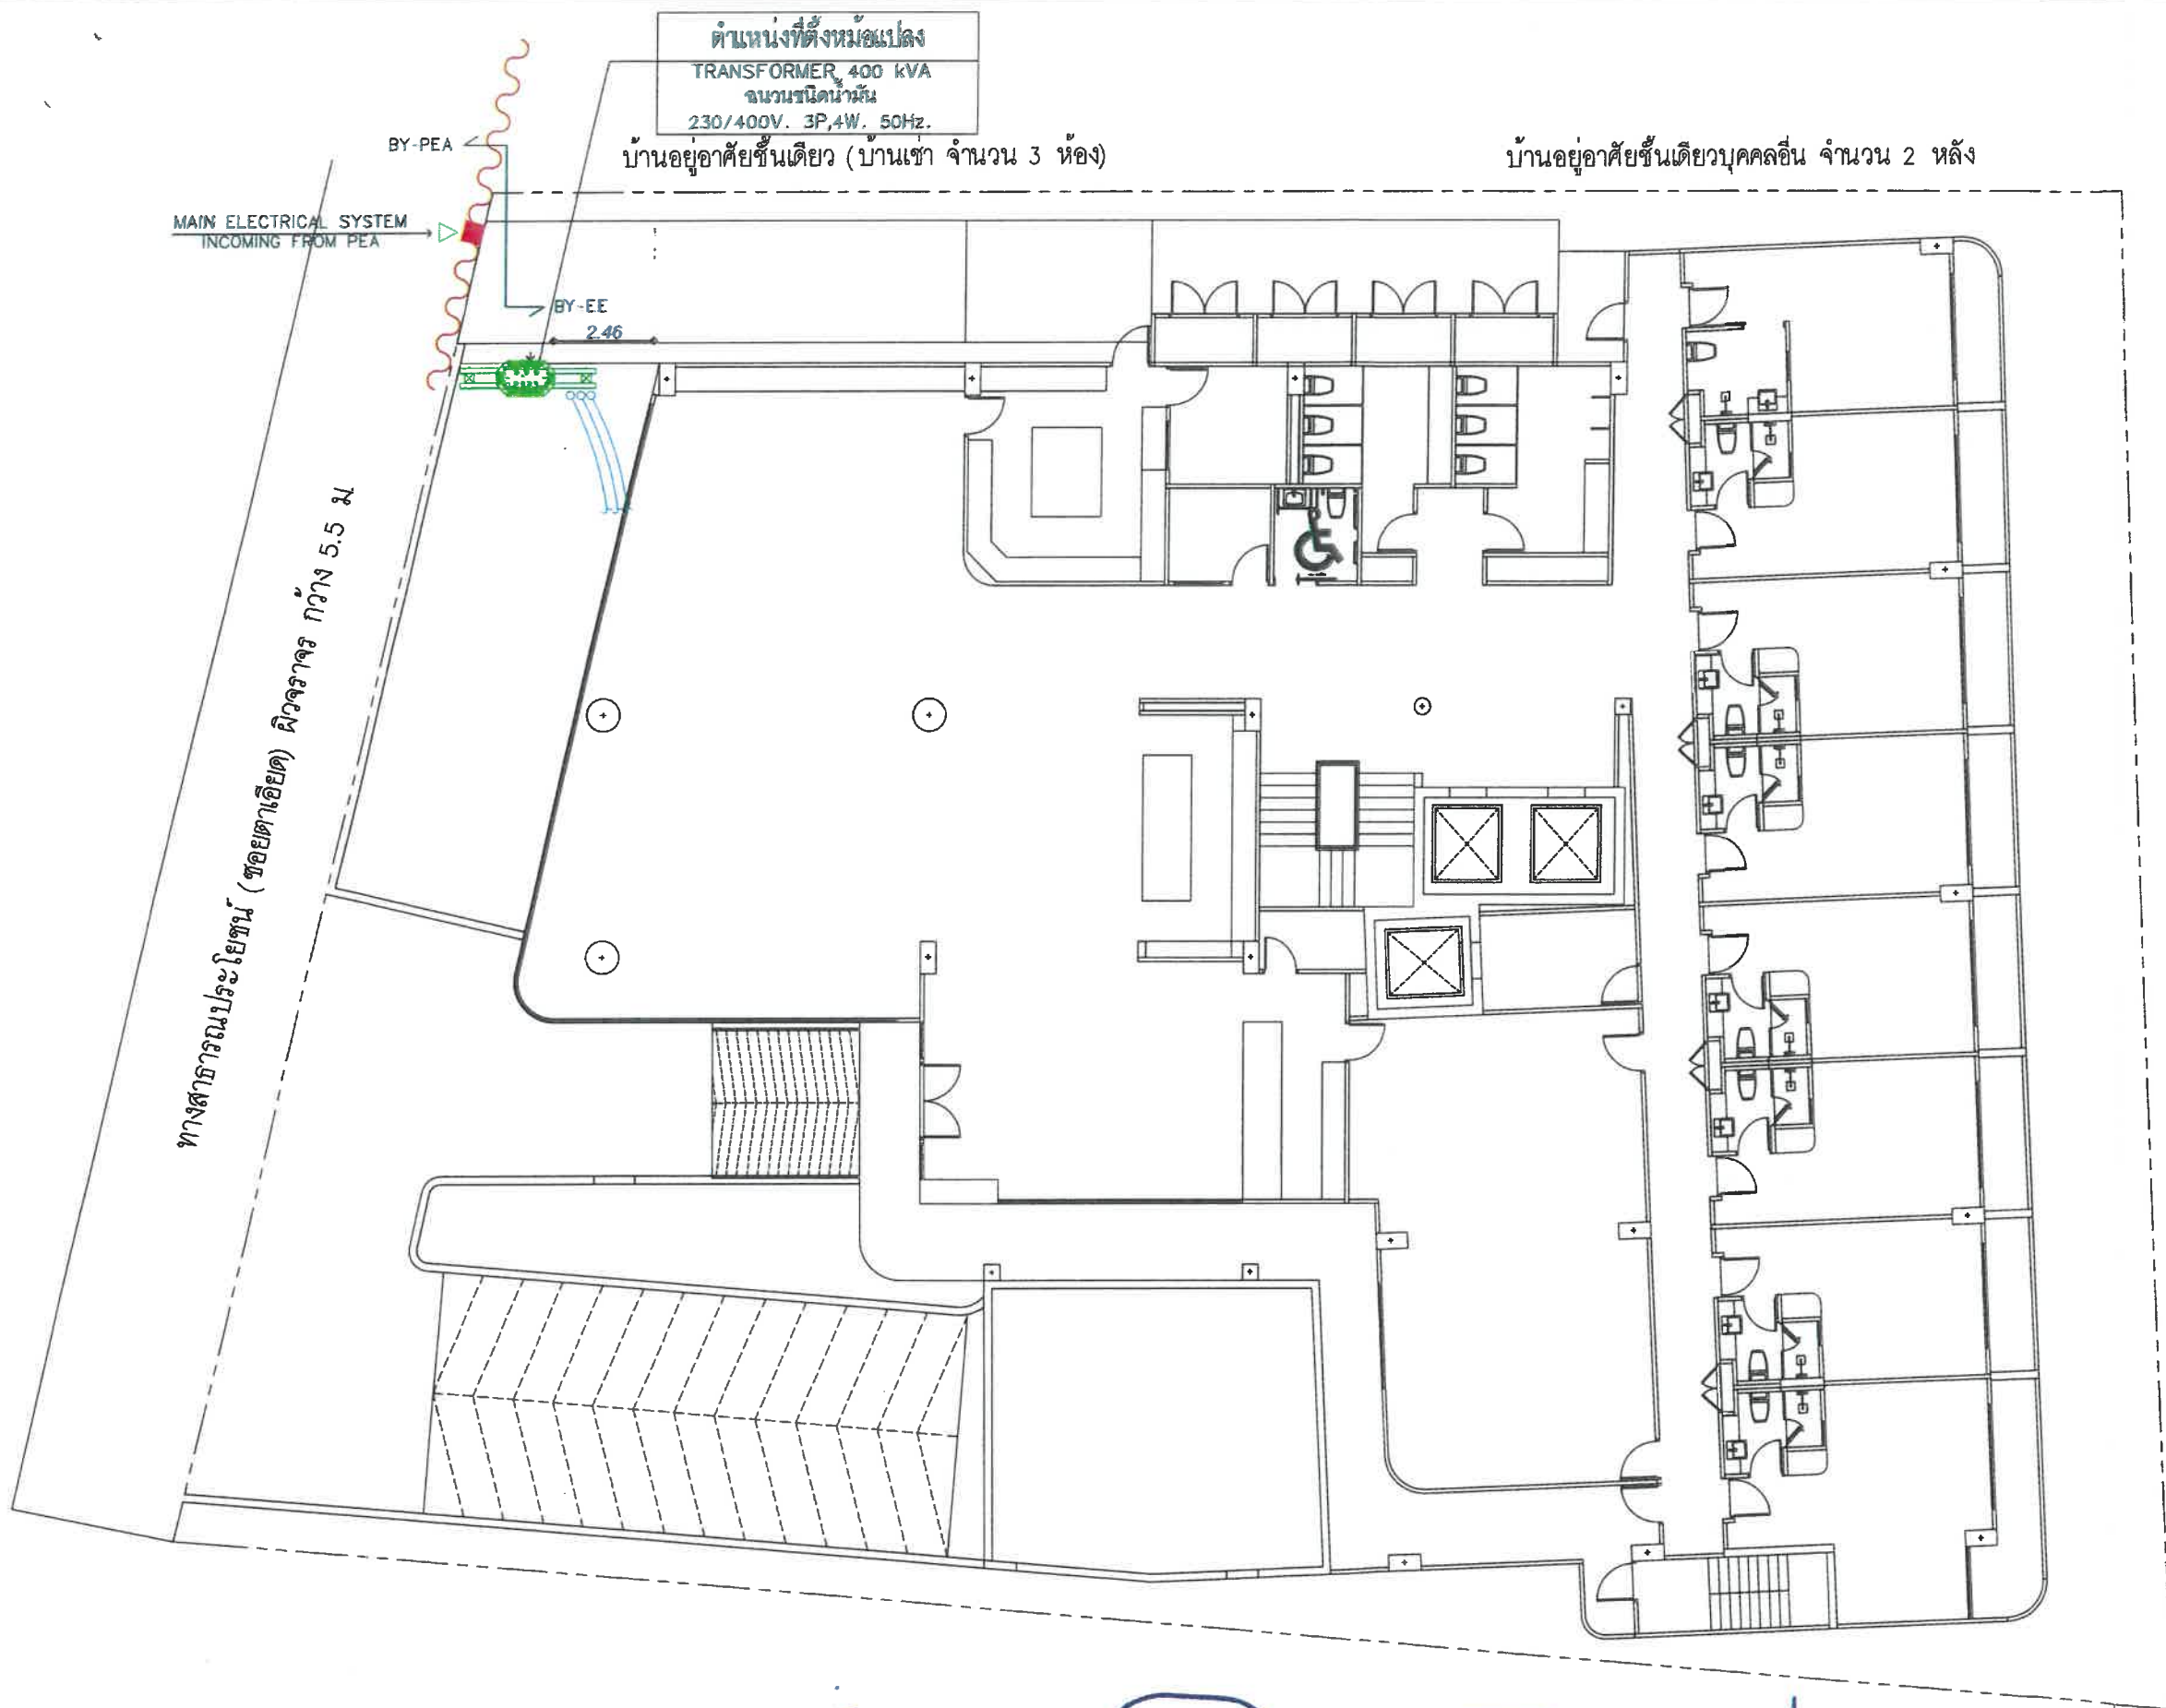 ตำแหน่งที่ตั้งหม้อแปลง
TRANSFORMER 400 kVA
ฉนวนชนิดน้ำมัน
230/400V. 3P,4W. 50Hz.
BY-PEA
บ้านอยู่อาศัยชั้นเดียว (บ้านเช่า จำนวน 3 ห้อง)
บ้านอยู่อาศัยชั้นเดียวบุคคลอื่น จำนวน 2 หลัง
MAIN ELECTRICAL SYSTEM
INCOMING FROM PEA
BY-EE
2.46
ทางสาธารณประโยชน์ (ซอยตาเอียด) ผิวจราจร กว้าง 5.5 ม